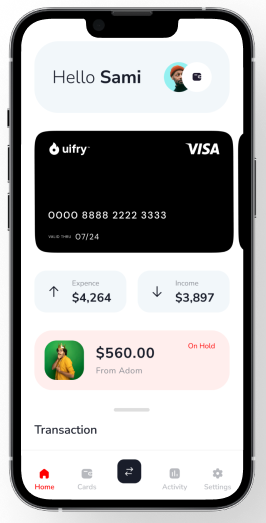 Hello Sami
uifry™
VISA
0000 8888 2222 3333
VALID THRU 07/24
Expence
$4,264
Income
$3,897
$560.00
On Hold
From Adom
Transaction
Home
Cards
Activity
Settings